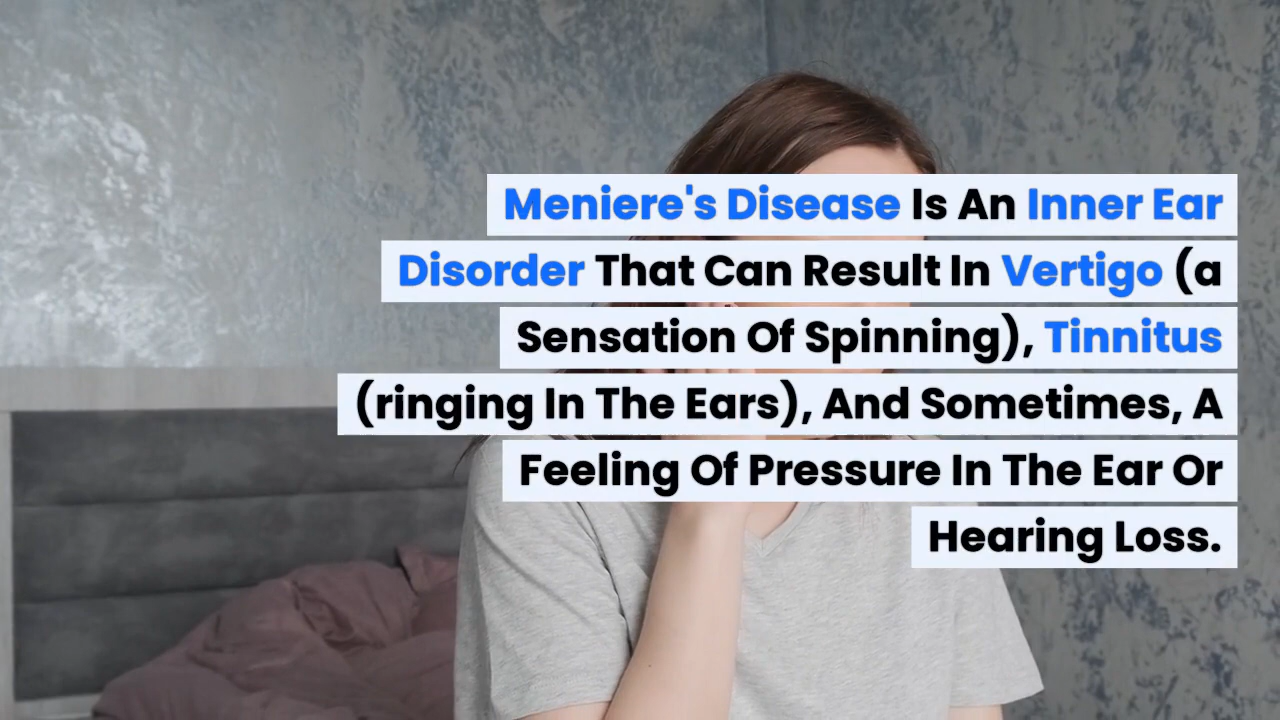 Meniere's Disease Is An Inner Ear
Disorder That Can Result In Vertigo (a
Sensation Of Spinning), Tinnitus
(ringing In The Ears), And Sometimes, A
Feeling Of Pressure In The Ear Or
Hearing Loss.